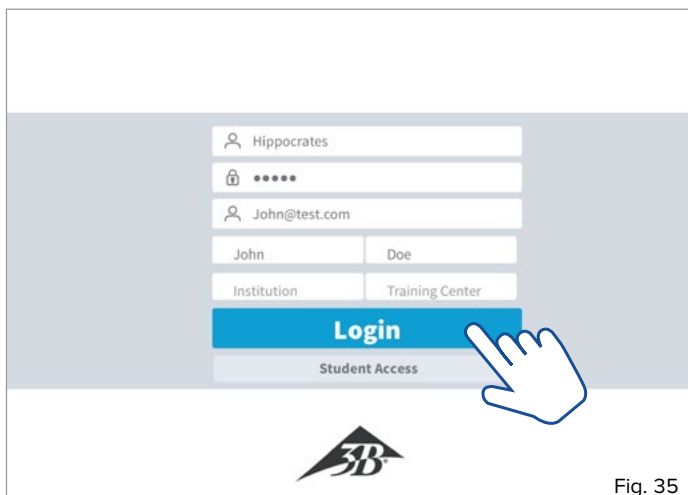 Hippocrates
●●●●●
John@test.com
John Doe
Institution Training Center
Login
Student Access
3B
Fig. 35